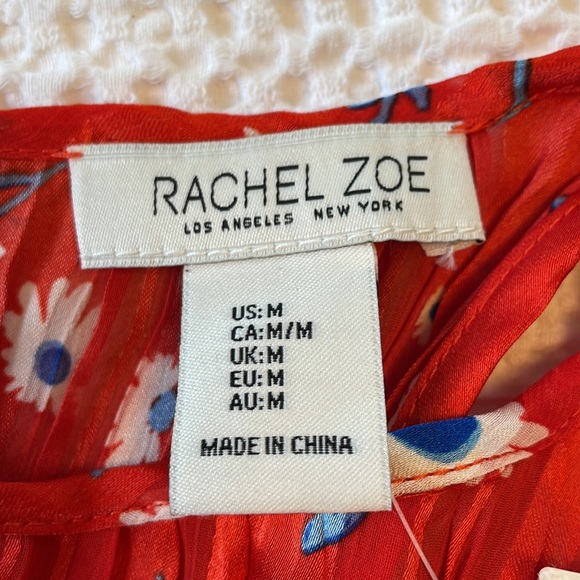 RACHEL ZOE
LOS ANGELES NEW YORK
US: M
CA: M/M
UK: M
EU: M
AU: M
MADE IN CHINA